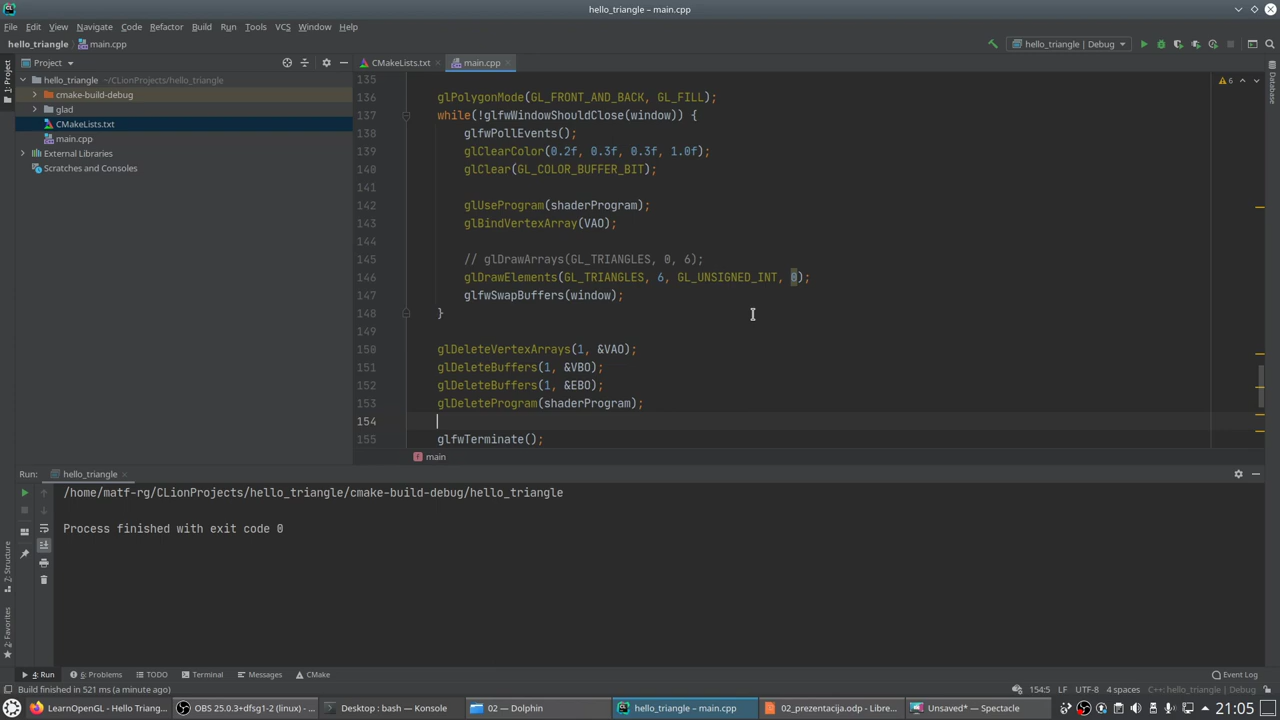 hello_triangle – main.cpp
File Edit View Navigate Code Refactor Build Run Tools VCS Window Help
hello_triangle main.cpp hello_triangle | Debug
Project CMakeLists.txt main.cpp
1: Project
Database
hello_triangle ~/CLionProjects/hello_triangle
cmake-build-debug
glad
CMakeLists.txt
main.cpp
External Libraries
Scratches and Consoles
6
135
136 glPolygonMode(GL_FRONT_AND_BACK, GL_FILL);
137 while(!glfwWindowShouldClose(window)) {
138 glfwPollEvents();
139 glClearColor(0.2f, 0.3f, 0.3f, 1.0f);
140 glClear(GL_COLOR_BUFFER_BIT);
141
142 glUseProgram(shaderProgram);
143 glBindVertexArray(VAO);
144
145 // glDrawArrays(GL_TRIANGLES, 0, 6);
146 glDrawElements(GL_TRIANGLES, 6, GL_UNSIGNED_INT, 0);
147 glfwSwapBuffers(window);
148 }
149
150 glDeleteVertexArrays(1, &VAO);
151 glDeleteBuffers(1, &VBO);
152 glDeleteBuffers(1, &EBO);
153 glDeleteProgram(shaderProgram);
154
155 glfwTerminate();
main
Run: hello_triangle
/home/matf-rg/CLionProjects/hello_triangle/cmake-build-debug/hello_triangle
Process finished with exit code 0
7: Structure
2: Favorites
4: Run 6: Problems TODO Terminal Messages CMake Event Log
Build finished in 521 ms (a minute ago) 154:5 LF UTF-8 4 spaces C++: hello_triangle | Debug
LearnOpenGL - Hello Triang... OBS 25.0.3+dfsg1-2 (linux) - ... Desktop : bash — Konsole 02 — Dolphin hello_triangle – main.cpp 02_prezentacija.odp - Libre... Unsaved* — Spectacle 21:05